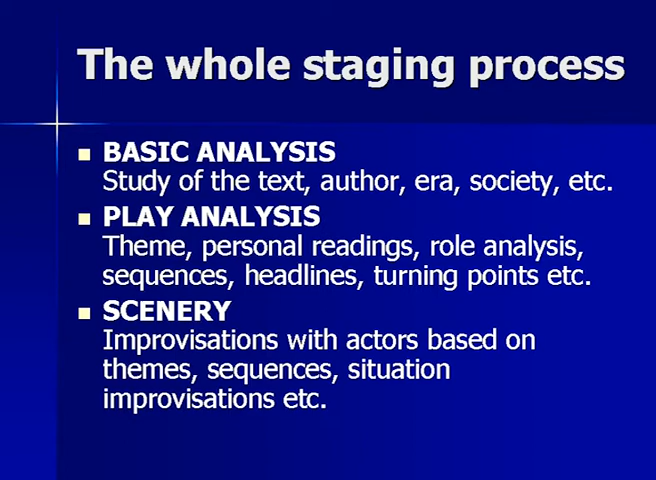 The whole staging process
BASIC ANALYSIS
Study of the text, author, era, society, etc.
PLAY ANALYSIS
Theme, personal readings, role analysis,
sequences, headlines, turning points etc.
SCENERY
Improvisations with actors based on
themes, sequences, situation
improvisations etc.